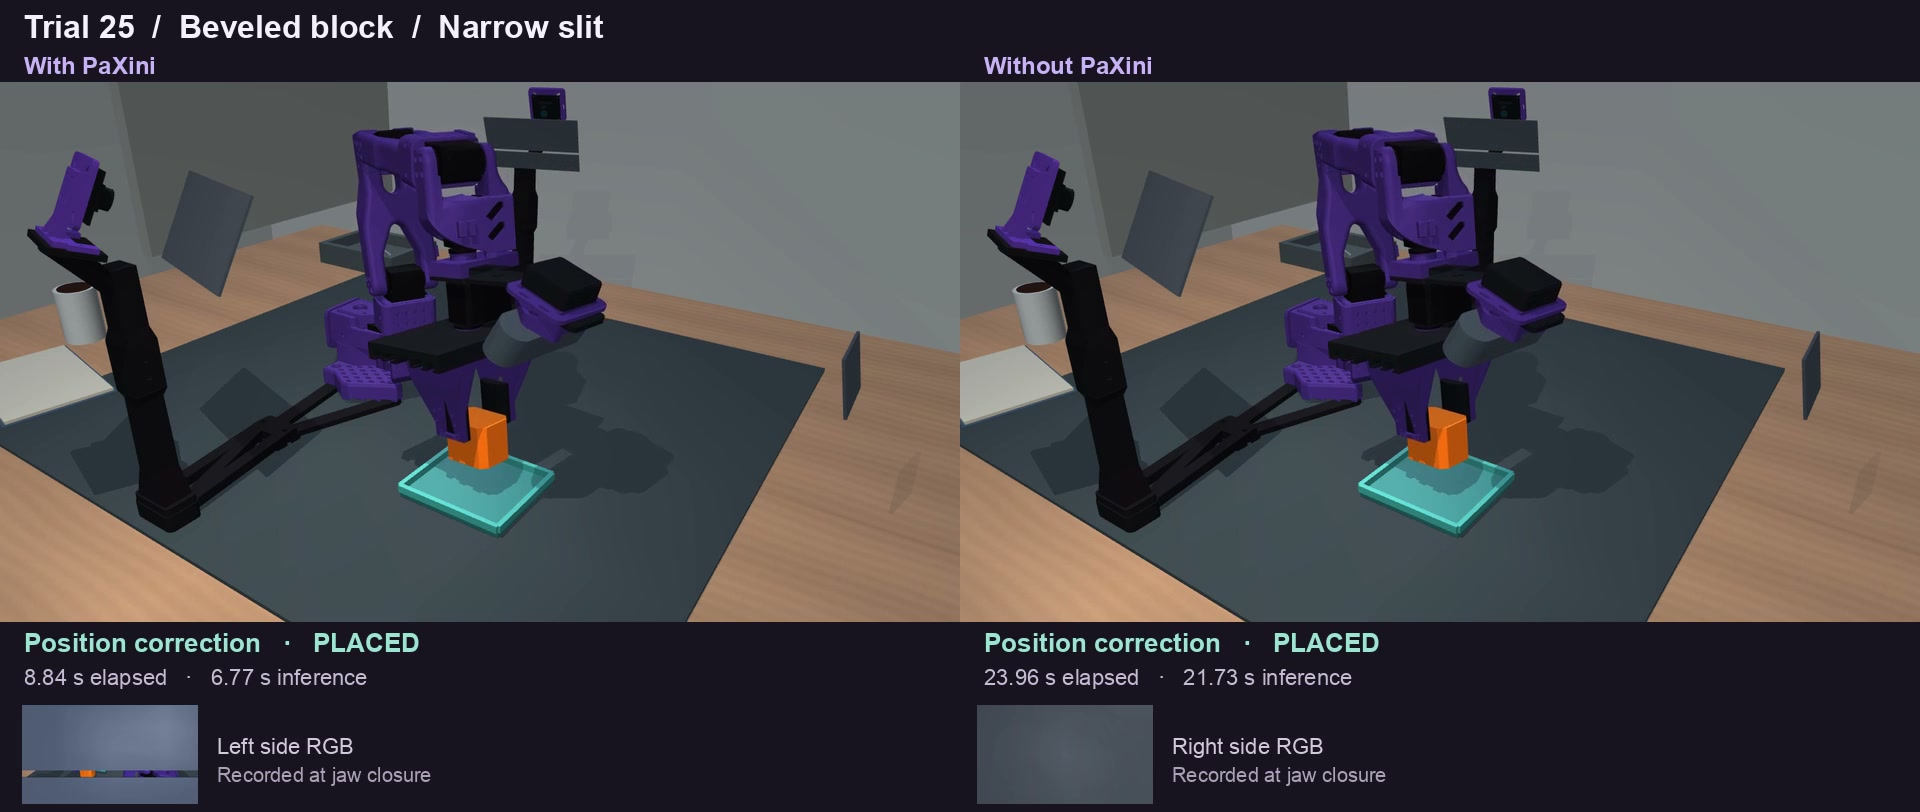 Trial 25 / Beveled block / Narrow slit
With PaXini
Without PaXini
Position correction · PLACED
8.84 s elapsed · 6.77 s inference
Left side RGB
Recorded at jaw closure
Position correction · PLACED
23.96 s elapsed · 21.73 s inference
Right side RGB
Recorded at jaw closure